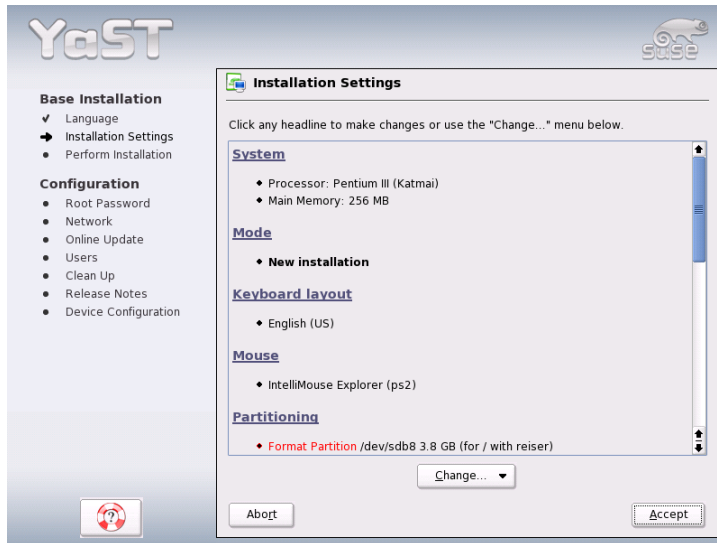 YaST
SUSE
Base Installation
Language
Installation Settings
Perform Installation
Configuration
Root Password
Network
Online Update
Users
Clean Up
Release Notes
Device Configuration
Installation Settings
Click any headline to make changes or use the "Change..." menu below.
System
Processor: Pentium III (Katmai)
Main Memory: 256 MB
Mode
New installation
Keyboard layout
English (US)
Mouse
IntelliMouse Explorer (ps2)
Partitioning
Format Partition /dev/sdb8 3.8 GB (for / with reiser)
Change...
?
Abort
Accept